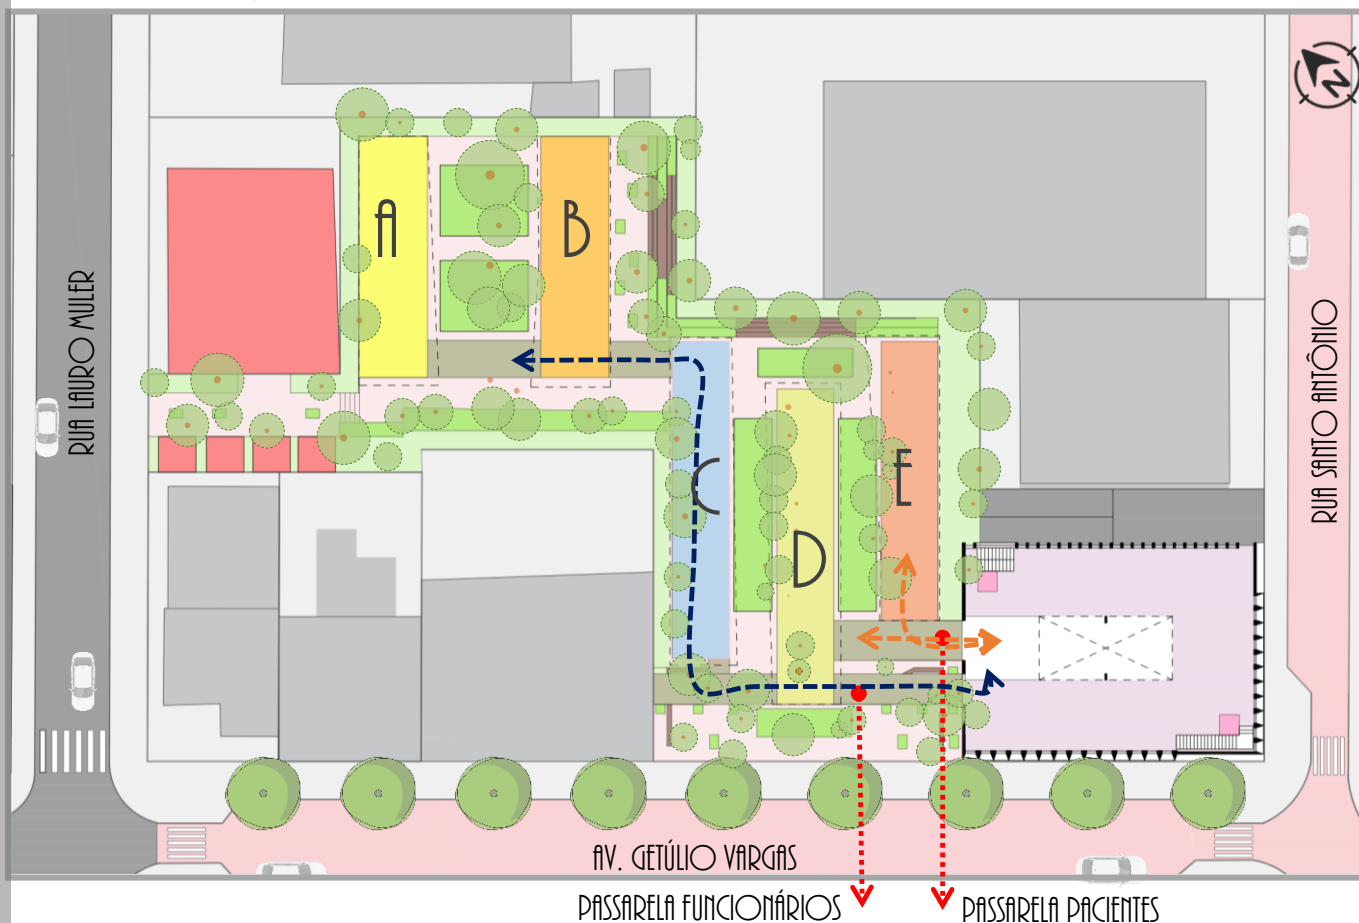 N
A
B
RUA LAURO MULER
RUA SANTO ANTÔNIO
C
E
D
AV. GETÚLIO VARGAS
PASSARELA FUNCIONÁRIOS
PASSARELA PACIENTES